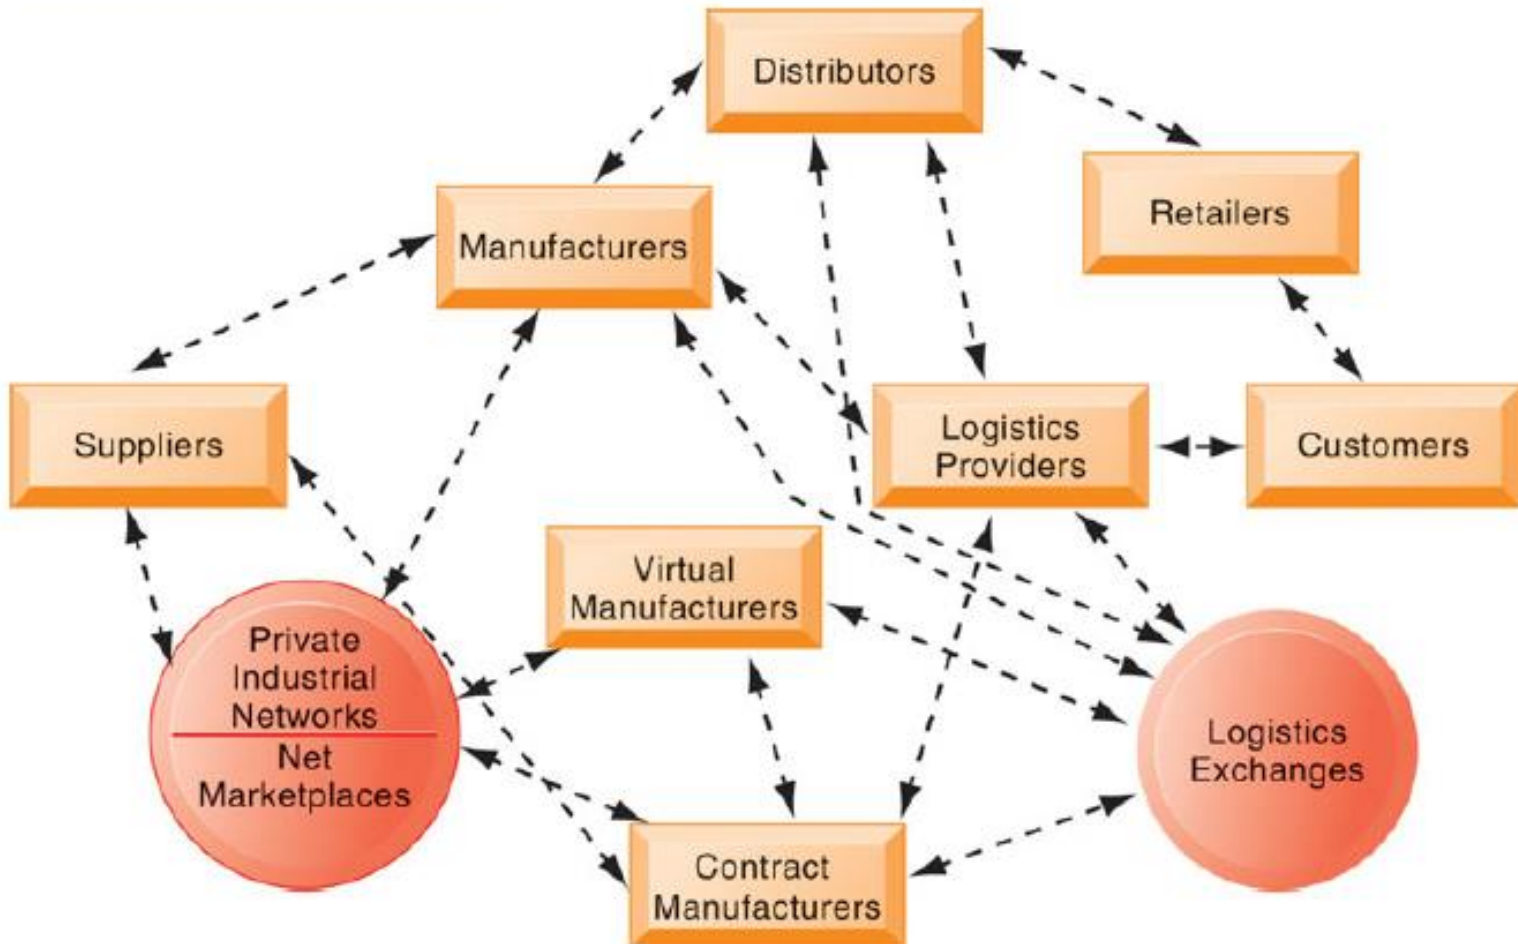 Distributors
Retailers
Manufacturers
Suppliers
Logistics
Providers
Customers
Virtual
Manufacturers
Private
Industrial
Networks
Net
Marketplaces
Logistics
Exchanges
Contract
Manufacturers